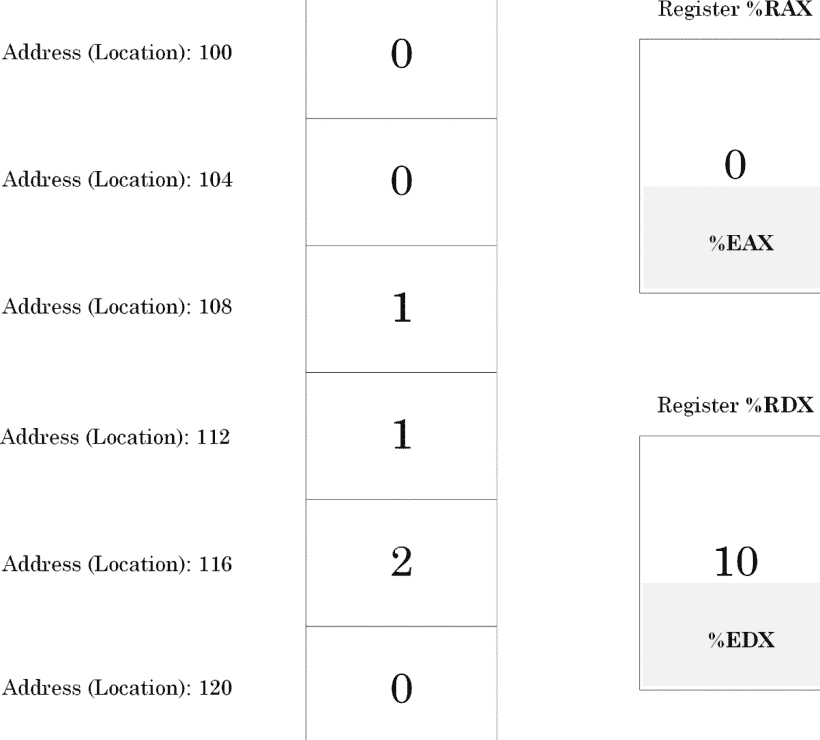 Register %RAX
Address (Location): 100
0
Address (Location): 104
0
0
%EAX
Address (Location): 108
1
Register %RDX
Address (Location): 112
1
Address (Location): 116
2
10
%EDX
Address (Location): 120
0